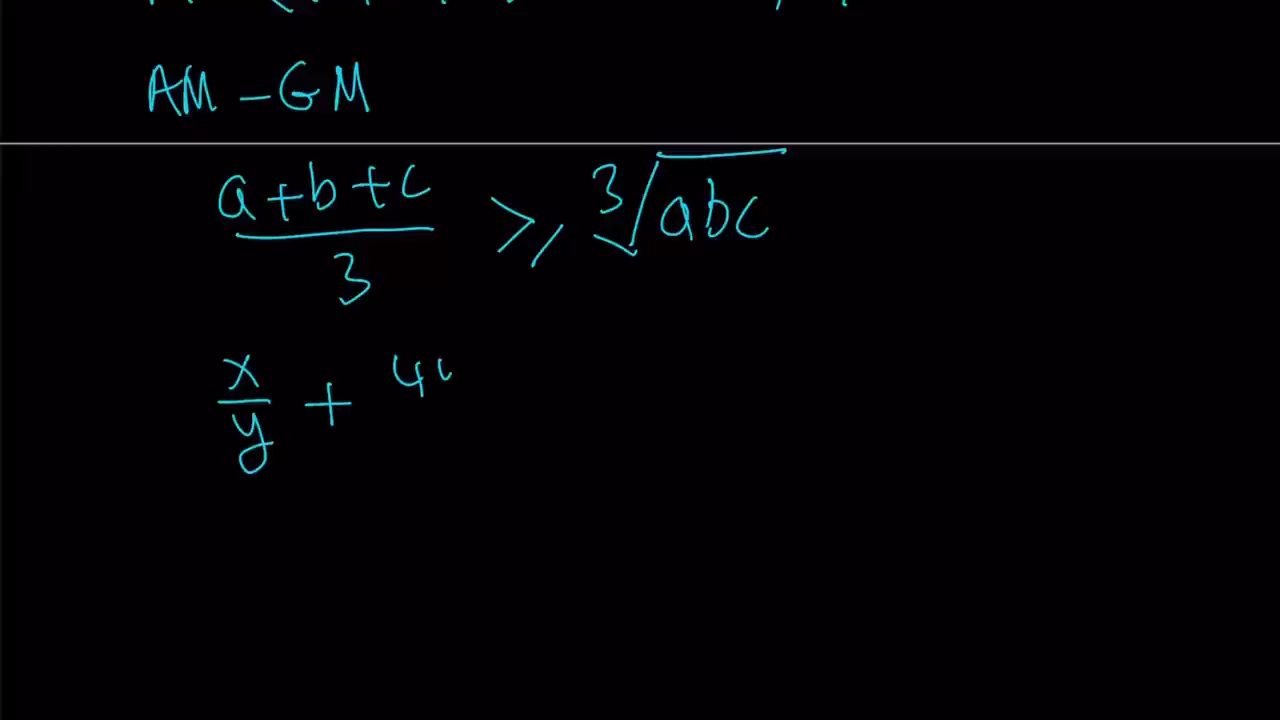 AM - GM
a+b+c / 3 ≥ ∛abc
x / y + 4